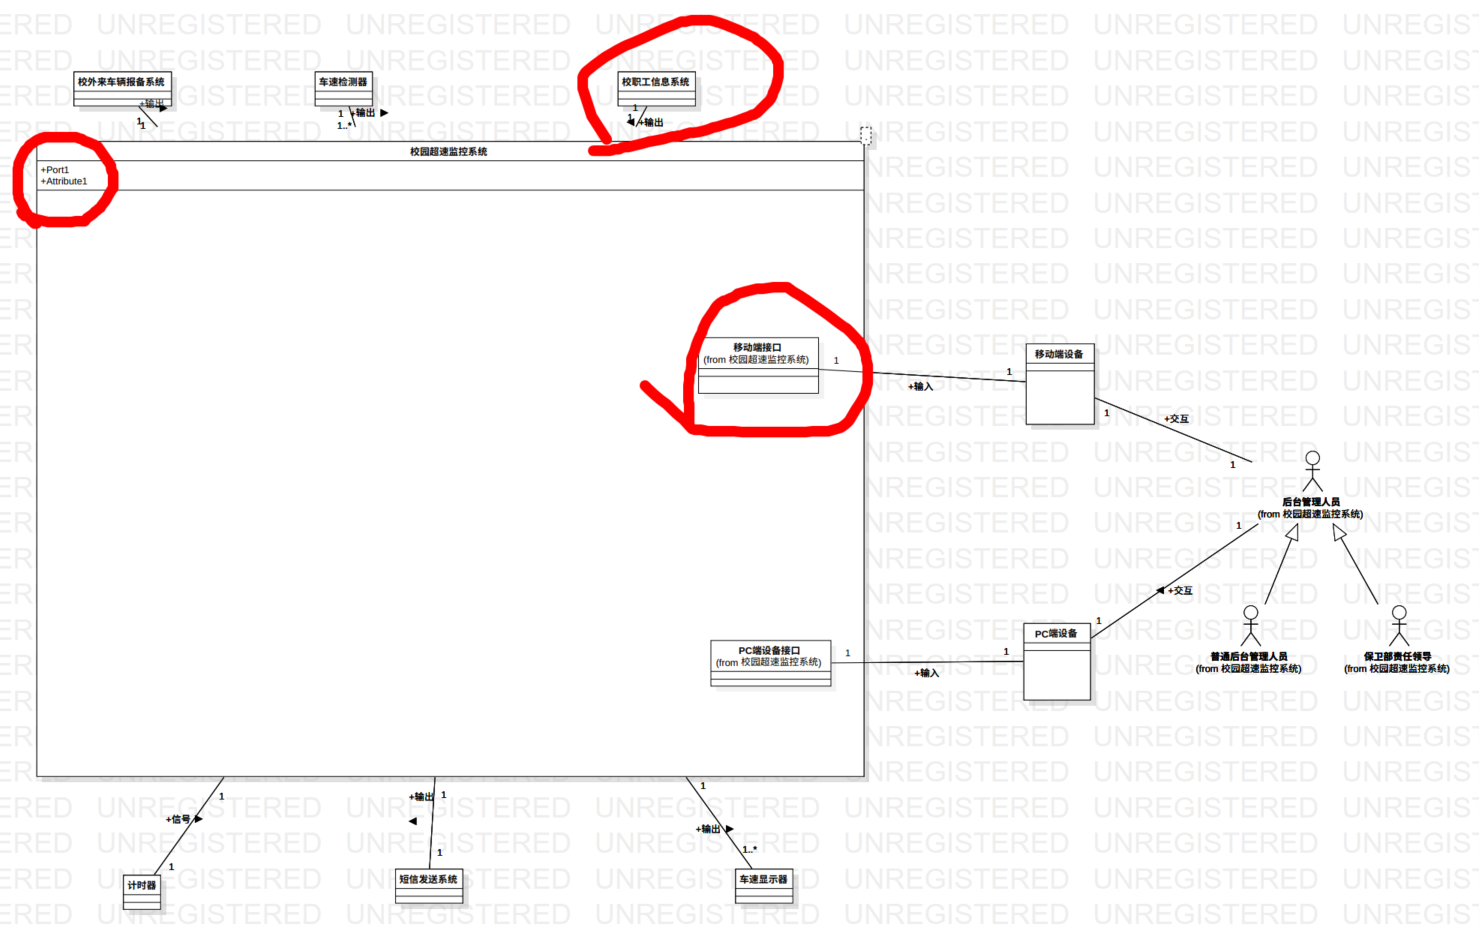 UNREGISTERED
校外来车辆报备系统
车速检测器
校职工信息系统
+输出
1
1
1
+输出
1..*
1
1
+输出
校园超速监控系统
+Port1
+Attribute1
移动端接口
(from 校园超速监控系统)
1
+输入
1
移动端设备
1
+交互
1
后台管理人员
(from 校园超速监控系统)
1
+交互
1
普通后台管理人员
(from 校园超速监控系统)
保卫部责任领导
(from 校园超速监控系统)
PC端设备接口
(from 校园超速监控系统)
1
+输入
1
PC端设备
1
+信号
1
计时器
+输出
1
1
短信发送系统
1
+输出
1..*
车速显示器